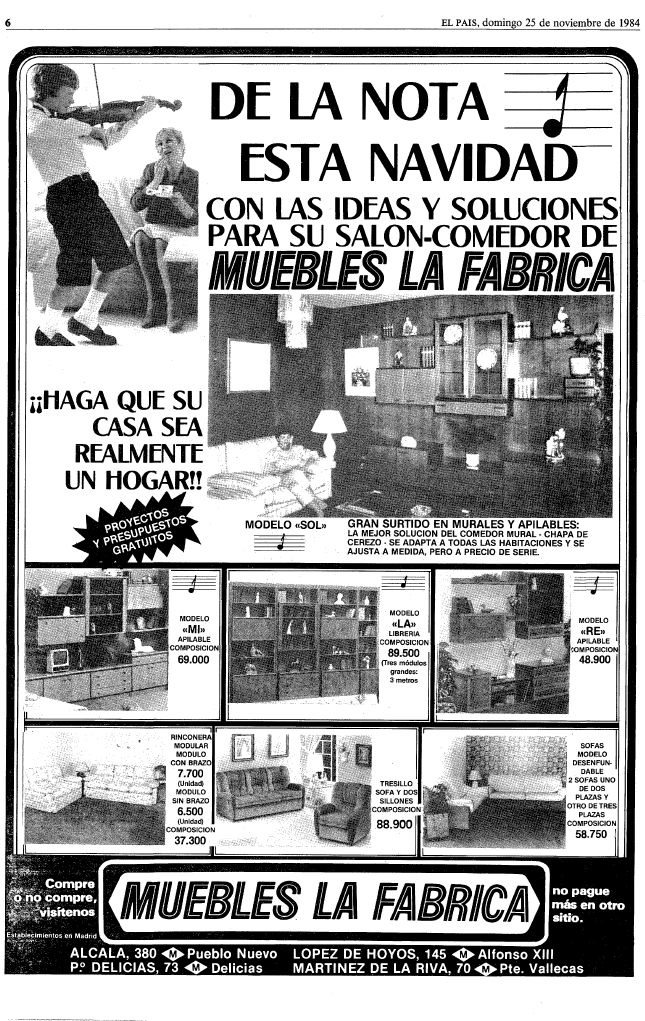 6
EL PAIS, domingo 25 de noviembre de 1984
DE LA NOTA
ESTA NAVIDAD
CON LAS IDEAS Y SOLUCIONES
PARA SU SALON-COMEDOR DE
MUEBLES LA FABRICA
¡¡HAGA QUE SU
CASA SEA
REALMENTE
UN HOGAR!!
PROYECTOS
Y PRESUPUESTOS
GRATUITOS
MODELO «SOL»
GRAN SURTIDO EN MURALES Y APILABLES:
LA MEJOR SOLUCION DEL COMEDOR MURAL - CHAPA DE
CEREZO - SE ADAPTA A TODAS LAS HABITACIONES Y SE
AJUSTA A MEDIDA, PERO A PRECIO DE SERIE.
MODELO
«MI»
APILABLE
COMPOSICION
69.000
MODELO
«LA»
LIBRERIA
COMPOSICION
89.500
(Tres módulos
grandes:
3 metros
MODELO
«RE»
APILABLE
COMPOSICION
48.900
RINCONERA
MODULAR
MODULO
CON BRAZO
7.700
(Unidad)
MODULO
SIN BRAZO
6.500
(Unidad)
COMPOSICION
37.300
TRESILLO
SOFA Y DOS
SILLONES
COMPOSICION
88.900
SOFAS
MODELO
DESENFUN-
DABLE
2 SOFAS UNO
DE DOS
PLAZAS Y
OTRO DE TRES
PLAZAS
COMPOSICION
58.750
Compre
o no compre,
visítenos
MUEBLES LA FABRICA
no pague
más en otro
sitio.
Establecimientos en Madrid
ALCALA, 380 M Pueblo Nuevo LOPEZ DE HOYOS, 145 M Alfonso XIII
Pº DELICIAS, 73 M Delicias MARTINEZ DE LA RIVA, 70 M Pte. Vallecas